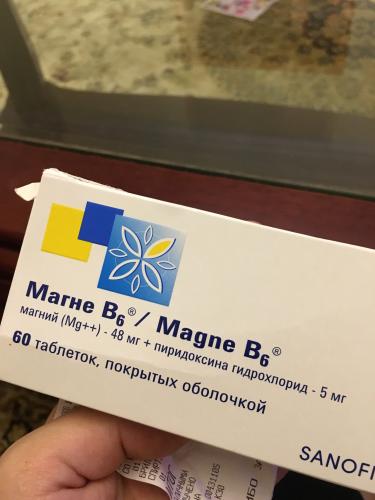 Магне B6® / Magne B6®
магний (Mg++) - 48 мг + пиридоксина гидрохлорид - 5 мг
60 таблеток, покрытых оболочкой
SANOFI